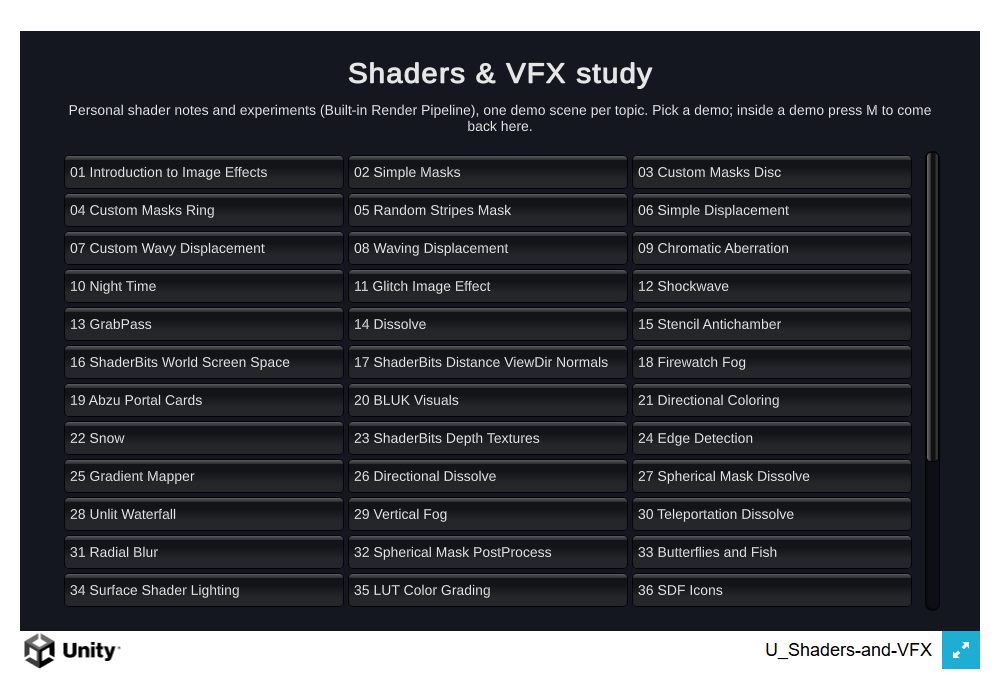 Shaders & VFX study
Personal shader notes and experiments (Built-in Render Pipeline), one demo scene per topic. Pick a demo; inside a demo press M to come
back here.
01 Introduction to Image Effects
02 Simple Masks
03 Custom Masks Disc
04 Custom Masks Ring
05 Random Stripes Mask
06 Simple Displacement
07 Custom Wavy Displacement
08 Waving Displacement
09 Chromatic Aberration
10 Night Time
11 Glitch Image Effect
12 Shockwave
13 GrabPass
14 Dissolve
15 Stencil Antichamber
16 ShaderBits World Screen Space
17 ShaderBits Distance ViewDir Normals
18 Firewatch Fog
19 Abzu Portal Cards
20 BLUK Visuals
21 Directional Coloring
22 Snow
23 ShaderBits Depth Textures
24 Edge Detection
25 Gradient Mapper
26 Directional Dissolve
27 Spherical Mask Dissolve
28 Unlit Waterfall
29 Vertical Fog
30 Teleportation Dissolve
31 Radial Blur
32 Spherical Mask PostProcess
33 Butterflies and Fish
34 Surface Shader Lighting
35 LUT Color Grading
36 SDF Icons
Unity
U_Shaders-and-VFX